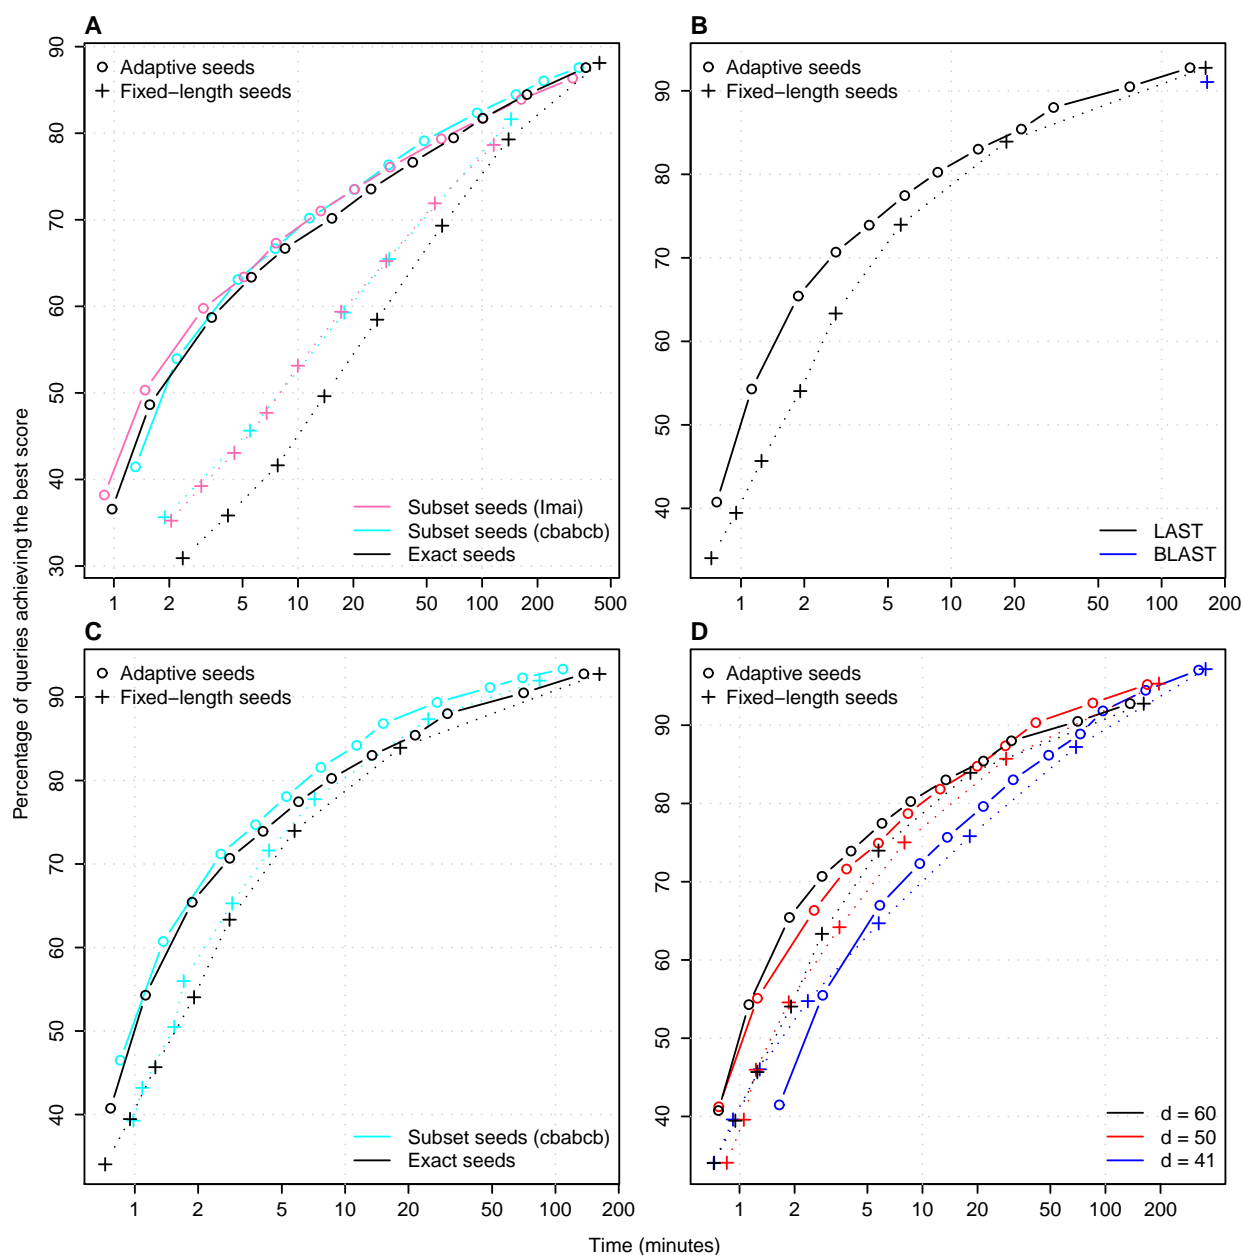 A
Adaptive seeds
Fixed−length seeds
90
80
70
60
50
40
30
Subset seeds (Imai)
Subset seeds (cbabcb)
Exact seeds
1 2 5 10 20 50 100 200 500
B
Adaptive seeds
Fixed−length seeds
90
80
70
60
50
40
LAST
BLAST
1 2 5 10 20 50 100 200
Percentage of queries achieving the best score
C
Adaptive seeds
Fixed−length seeds
90
80
70
60
50
40
Subset seeds (cbabcb)
Exact seeds
1 2 5 10 20 50 100 200
D
Adaptive seeds
Fixed−length seeds
90
80
70
60
50
40
d = 60
d = 50
d = 41
1 2 5 10 20 50 100 200
Time (minutes)